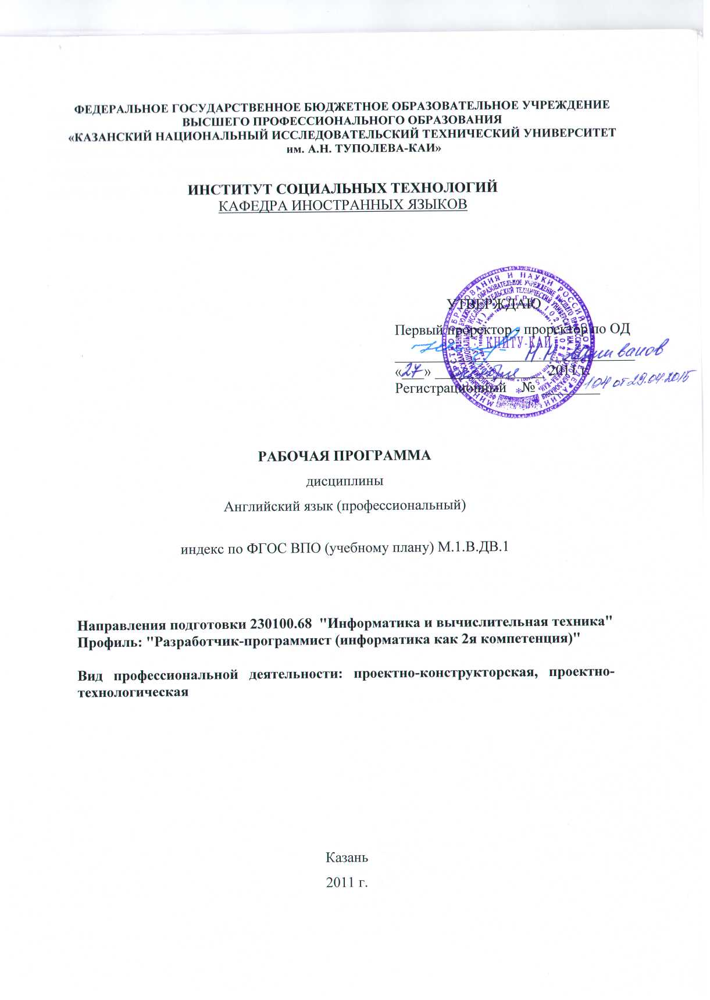 ФЕДЕРАЛЬНОЕ ГОСУДАРСТВЕННОЕ БЮДЖЕТНОЕ ОБРАЗОВАТЕЛЬНОЕ УЧРЕЖДЕНИЕ
ВЫСШЕГО ПРОФЕССИОНАЛЬНОГО ОБРАЗОВАНИЯ
«КАЗАНСКИЙ НАЦИОНАЛЬНЫЙ ИССЛЕДОВАТЕЛЬСКИЙ ТЕХНИЧЕСКИЙ УНИВЕРСИТЕТ
им. А.Н. ТУПОЛЕВА-КАИ»
ИНСТИТУТ СОЦИАЛЬНЫХ ТЕХНОЛОГИЙ
КАФЕДРА ИНОСТРАННЫХ ЯЗЫКОВ
УТВЕРЖДАЮ
Первый проректор - проректор по ОД
КНИТУ-КАИ
«27» 2011 г.
Регистрационный № 104 от 29.04.2015
РАБОЧАЯ ПРОГРАММА
дисциплины
Английский язык (профессиональный)
индекс по ФГОС ВПО (учебному плану) М.1.В.ДВ.1
Направления подготовки 230100.68 "Информатика и вычислительная техника"
Профиль: "Разработчик-программист (информатика как 2я компетенция)"
Вид профессиональной деятельности: проектно-конструкторская, проектно-
технологическая
Казань
2011 г.